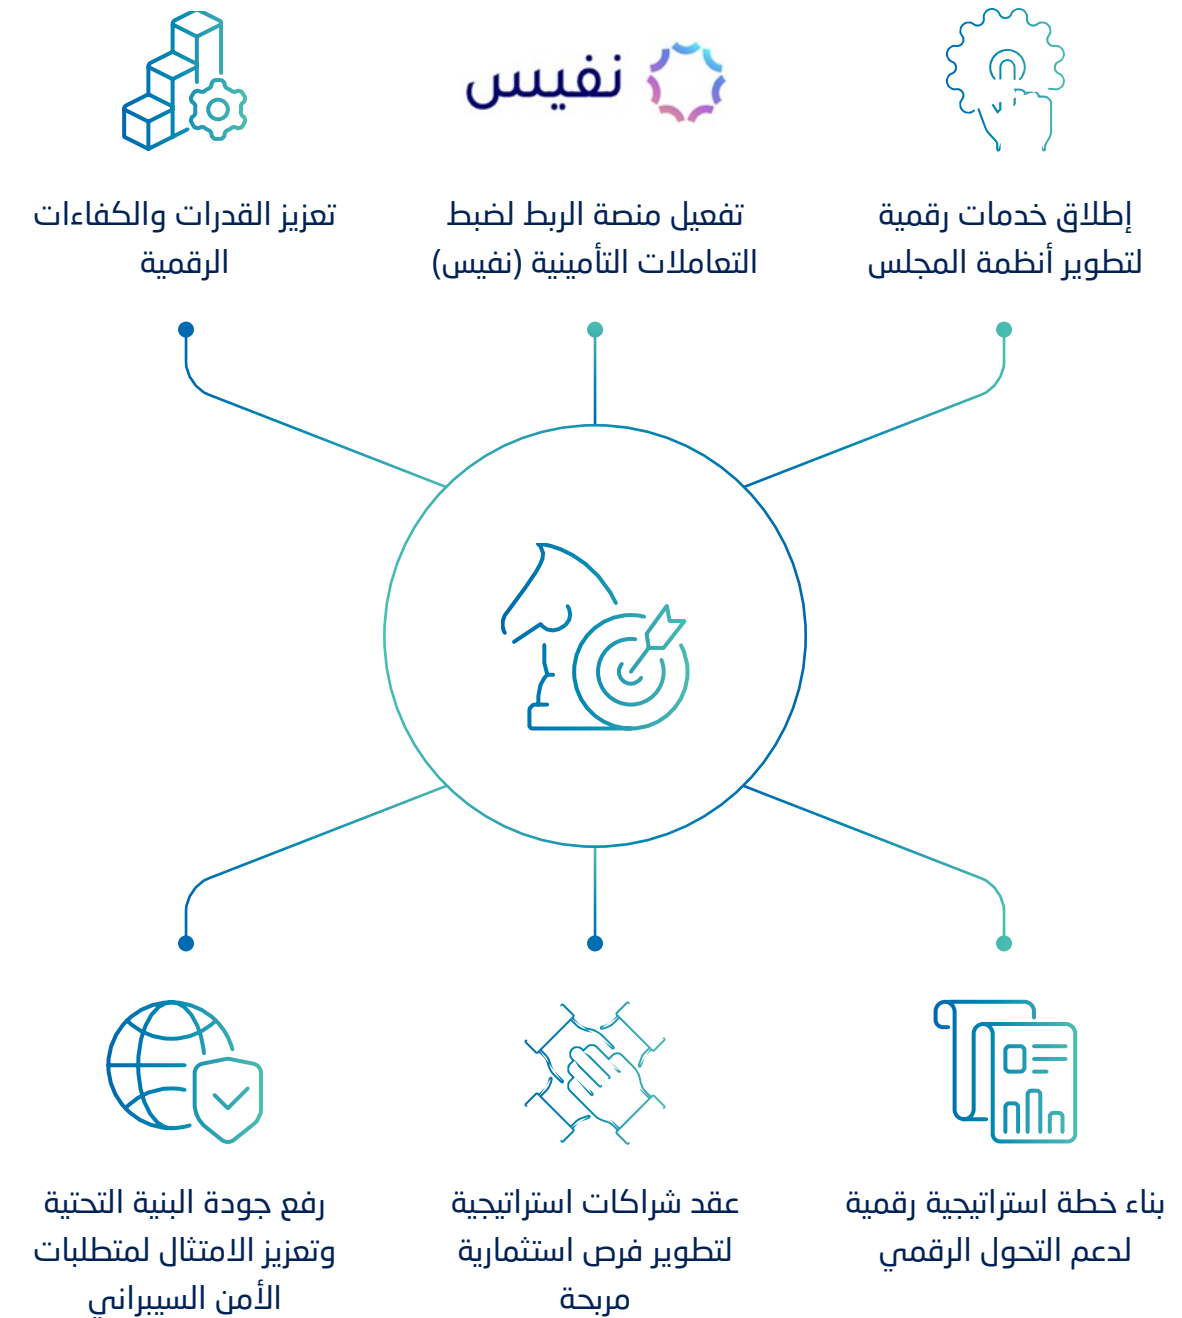 إطلاق خدمات رقمية
لتطوير أنظمة المجلس
نفيس
تفعيل منصة الربط لضبط
التعاملات التأمينية (نفيس)
تعزيز القدرات والكفاءات
الرقمية
بناء خطة استراتيجية رقمية
لدعم التحول الرقمي
عقد شراكات استراتيجية
لتطوير فرص استثمارية
مربحة
رفع جودة البنية التحتية
وتعزيز الامتثال لمتطلبات
الأمن السيبراني